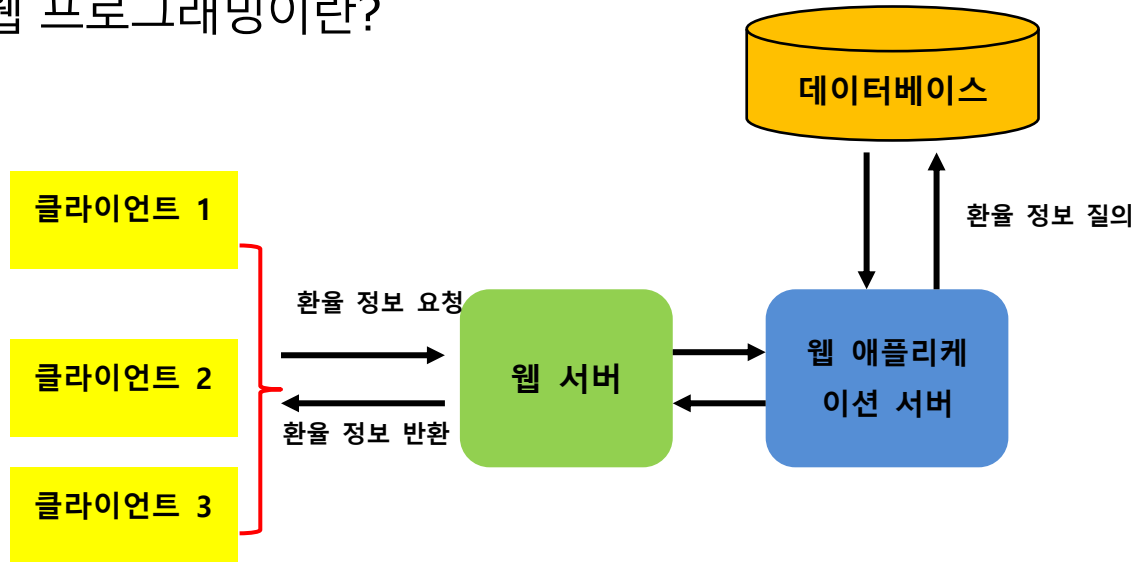 웹 프로그래밍이란?
데이터베이스
클라이언트 1
환율 정보 질의
환율 정보 요청
웹 애플리케
이션 서버
클라이언트 2
웹 서버
환율 정보 반환
클라이언트 3